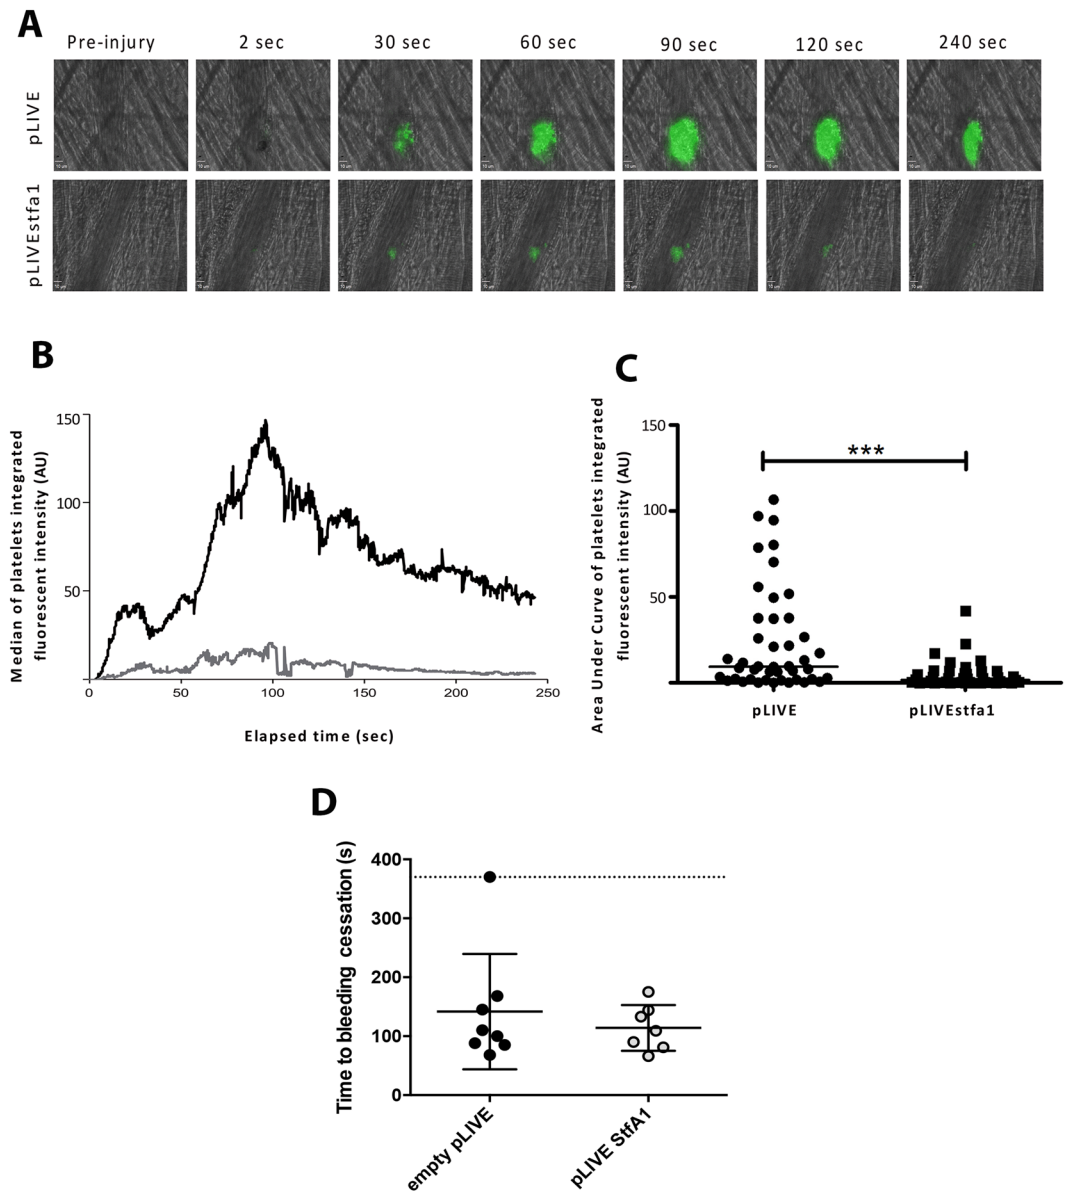 A
Pre-injury 2 sec 30 sec 60 sec 90 sec 120 sec 240 sec
pLIVE
pLIVEstfa1
B
Median of platelets integrated
fluorescent intensity (AU)
150
100
50
0 50 100 150 200 250
Elapsed time (sec)
C
Area Under Curve of platelets integrated
fluorescent intensity (AU)
150
100
50
***
pLIVE pLIVEstfa1
D
Time to bleeding cessation (s)
400
300
200
100
0
empty pLIVE
pLIVE StfA1